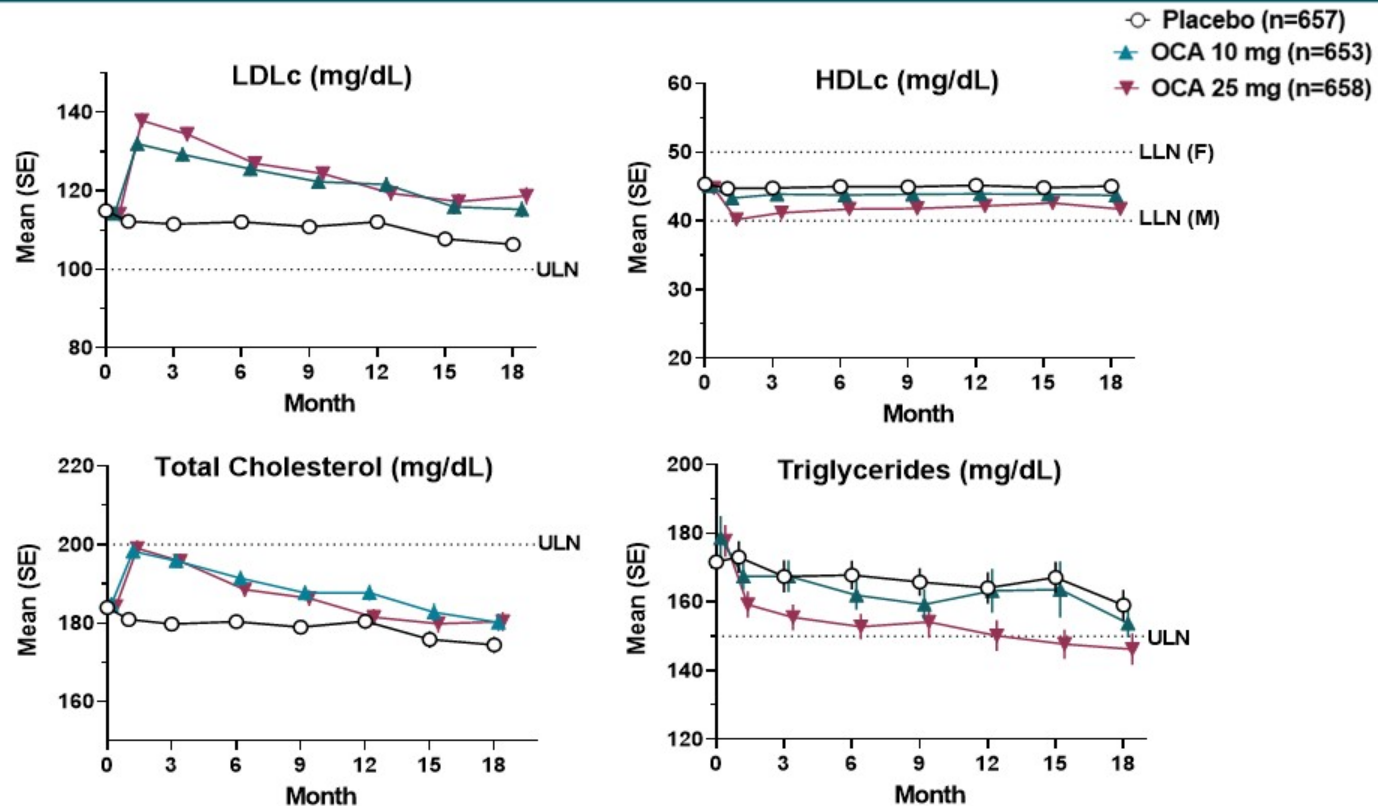 Placebo (n=657)
OCA 10 mg (n=653)
OCA 25 mg (n=658)
LDLc (mg/dL)
Mean (SE)
140
120
100
80
ULN
0 3 6 9 12 15 18
Month
HDLc (mg/dL)
Mean (SE)
60
50
40
30
20
LLN (F)
LLN (M)
0 3 6 9 12 15 18
Month
Total Cholesterol (mg/dL)
Mean (SE)
220
200
180
160
ULN
0 3 6 9 12 15 18
Month
Triglycerides (mg/dL)
Mean (SE)
200
180
160
140
120
ULN
0 3 6 9 12 15 18
Month